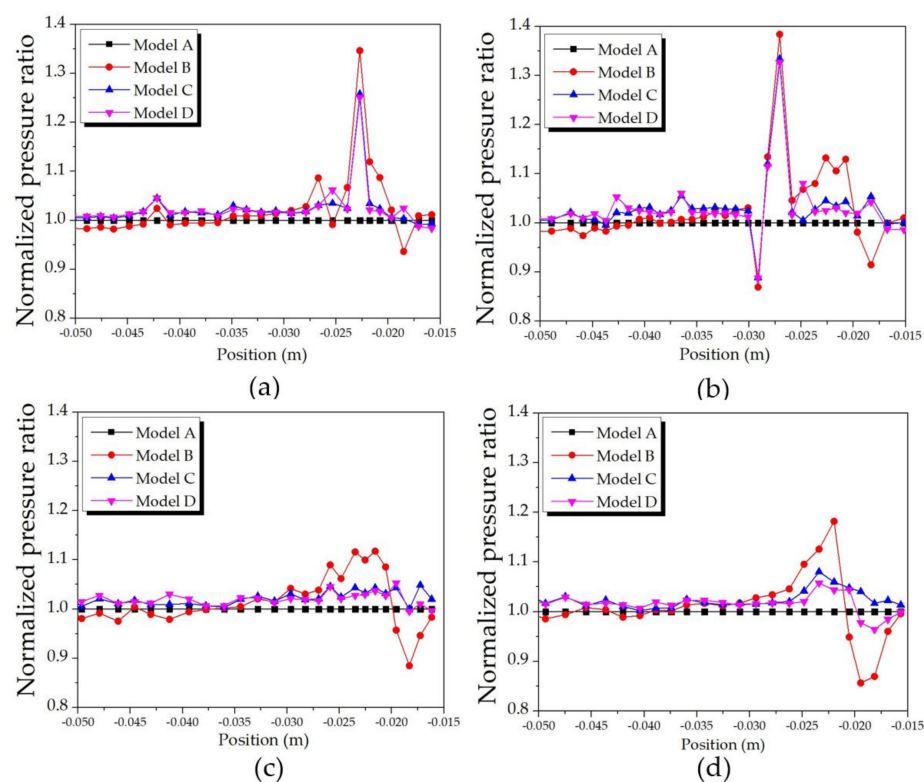 1.4
1.3
1.2
1.1
1.0
0.9
0.8
Normalized pressure ratio
Model A
Model B
Model C
Model D
-0.050 -0.045 -0.040 -0.035 -0.030 -0.025 -0.020 -0.015
Position (m)
(a)
1.4
1.3
1.2
1.1
1.0
0.9
0.8
Normalized pressure ratio
Model A
Model B
Model C
Model D
-0.050 -0.045 -0.040 -0.035 -0.030 -0.025 -0.020 -0.015
Position (m)
(b)
1.4
1.3
1.2
1.1
1.0
0.9
0.8
Normalized pressure ratio
Model A
Model B
Model C
Model D
-0.050 -0.045 -0.040 -0.035 -0.030 -0.025 -0.020 -0.015
Position (m)
(c)
1.4
1.3
1.2
1.1
1.0
0.9
0.8
Normalized pressure ratio
Model A
Model B
Model C
Model D
-0.050 -0.045 -0.040 -0.035 -0.030 -0.025 -0.020 -0.015
Position (m)
(d)